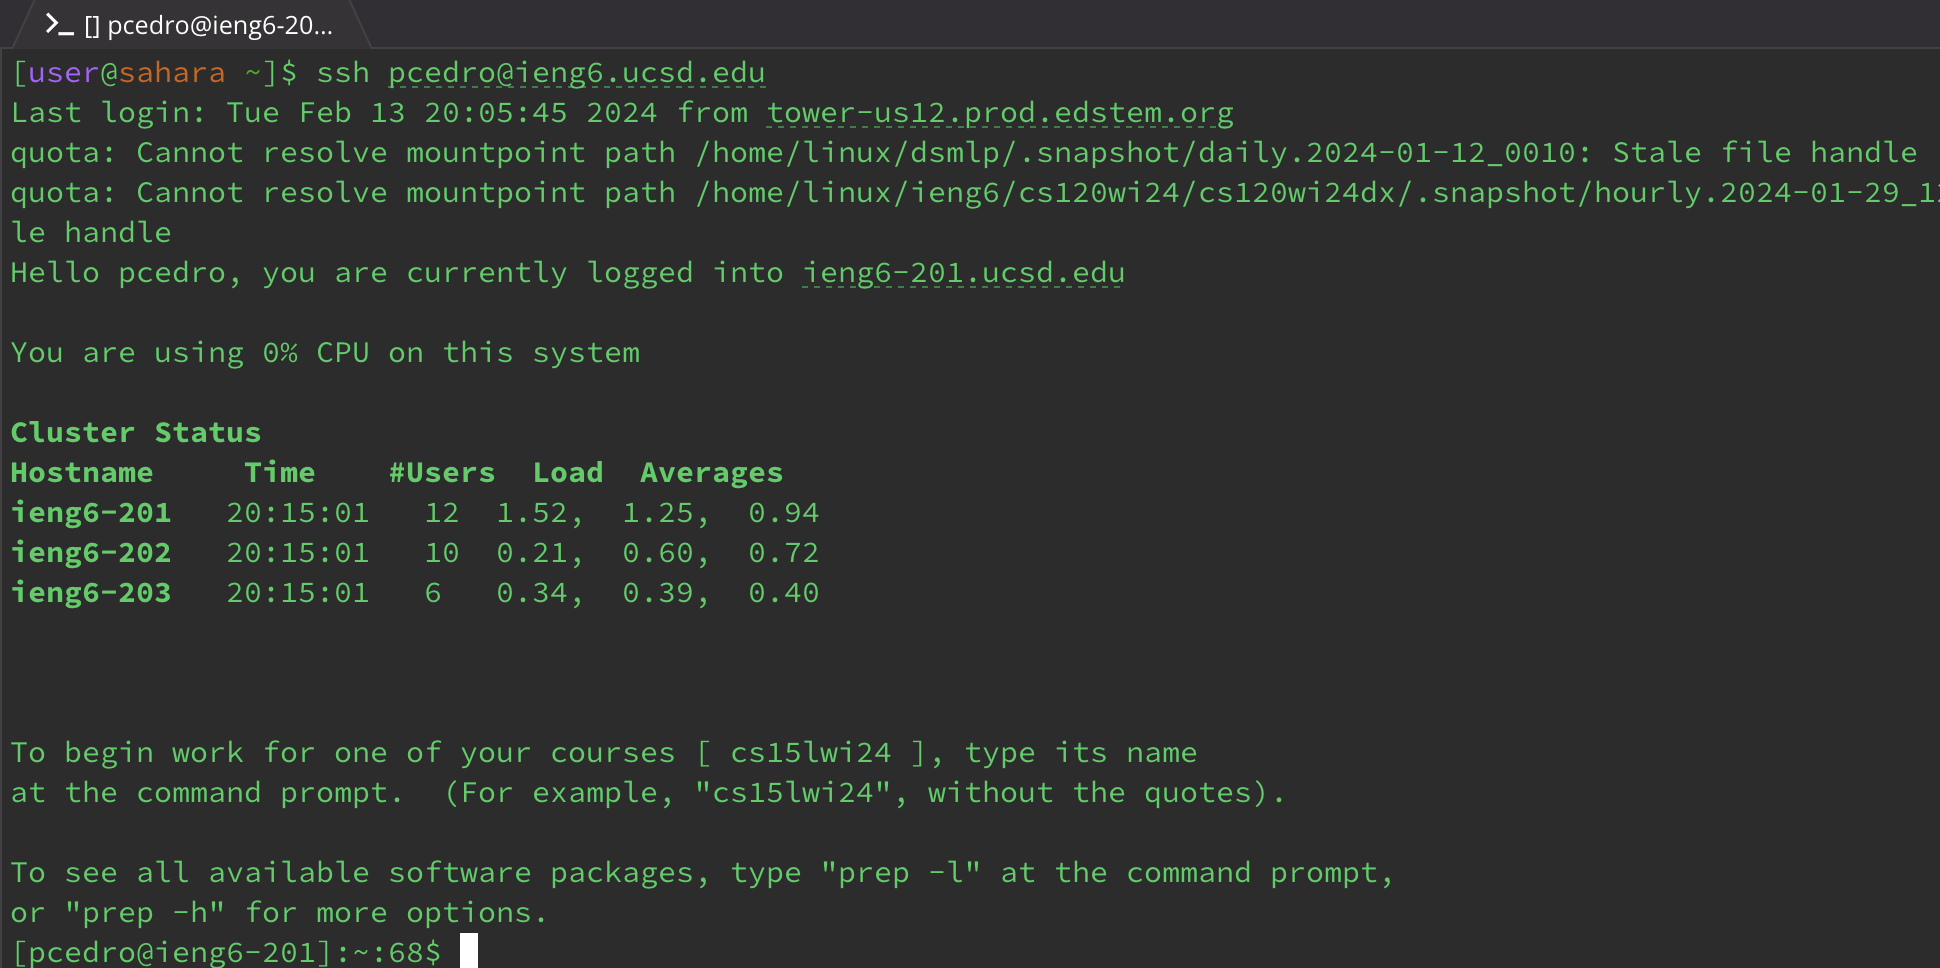 [] pcedro@ieng6-20...
[user@sahara ~]$ ssh pcedro@ieng6.ucsd.edu
Last login: Tue Feb 13 20:05:45 2024 from tower-us12.prod.edstem.org
quota: Cannot resolve mountpoint path /home/linux/dsmlp/.snapshot/daily.2024-01-12_0010: Stale file handle
quota: Cannot resolve mountpoint path /home/linux/ieng6/cs120wi24/cs120wi24dx/.snapshot/hourly.2024-01-29_1
le handle
Hello pcedro, you are currently logged into ieng6-201.ucsd.edu
You are using 0% CPU on this system
Cluster Status
Hostname     Time    #Users  Load  Averages
ieng6-201   20:15:01   12  1.52,  1.25,  0.94
ieng6-202   20:15:01   10  0.21,  0.60,  0.72
ieng6-203   20:15:01   6   0.34,  0.39,  0.40
To begin work for one of your courses [ cs15lwi24 ], type its name
at the command prompt.  (For example, "cs15lwi24", without the quotes).
To see all available software packages, type "prep -l" at the command prompt,
or "prep -h" for more options.
[pcedro@ieng6-201]:~:68$